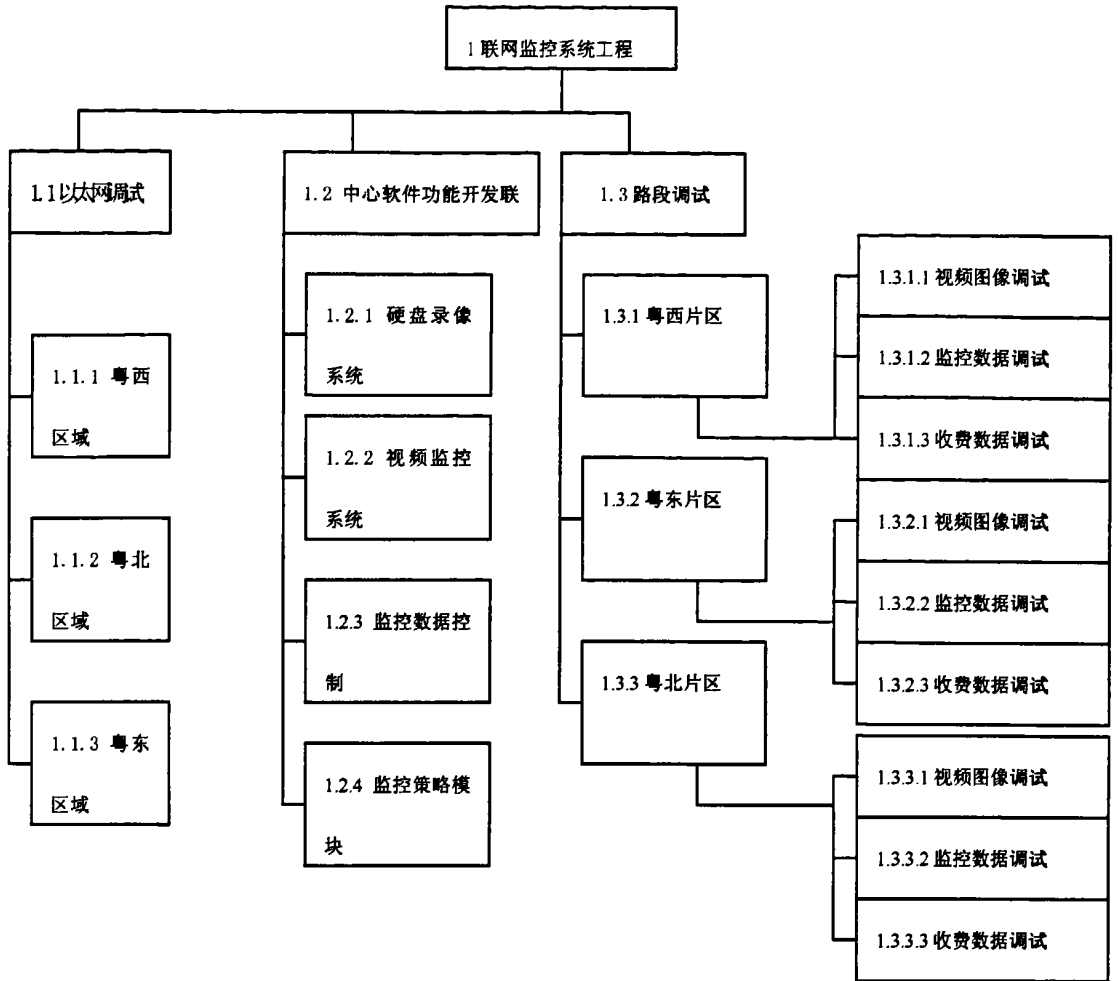 1 联网监控系统工程
1.1 以太网调式
1.2 中心软件功能开发联
1.3 路段调试
1.1.1 粤西
区域
1.1.2 粤北
区域
1.1.3 粤东
区域
1.2.1 硬盘录像
系统
1.2.2 视频监控
系统
1.2.3 监控数据控
制
1.2.4 监控策略模
块
1.3.1 粤西片区
1.3.2 粤东片区
1.3.3 粤北片区
1.3.1.1 视频图像调试
1.3.1.2 监控数据调试
1.3.1.3 收费数据调试
1.3.2.1 视频图像调试
1.3.2.2 监控数据调试
1.3.2.3 收费数据调试
1.3.3.1 视频图像调试
1.3.3.2 监控数据调试
1.3.3.3 收费数据调试